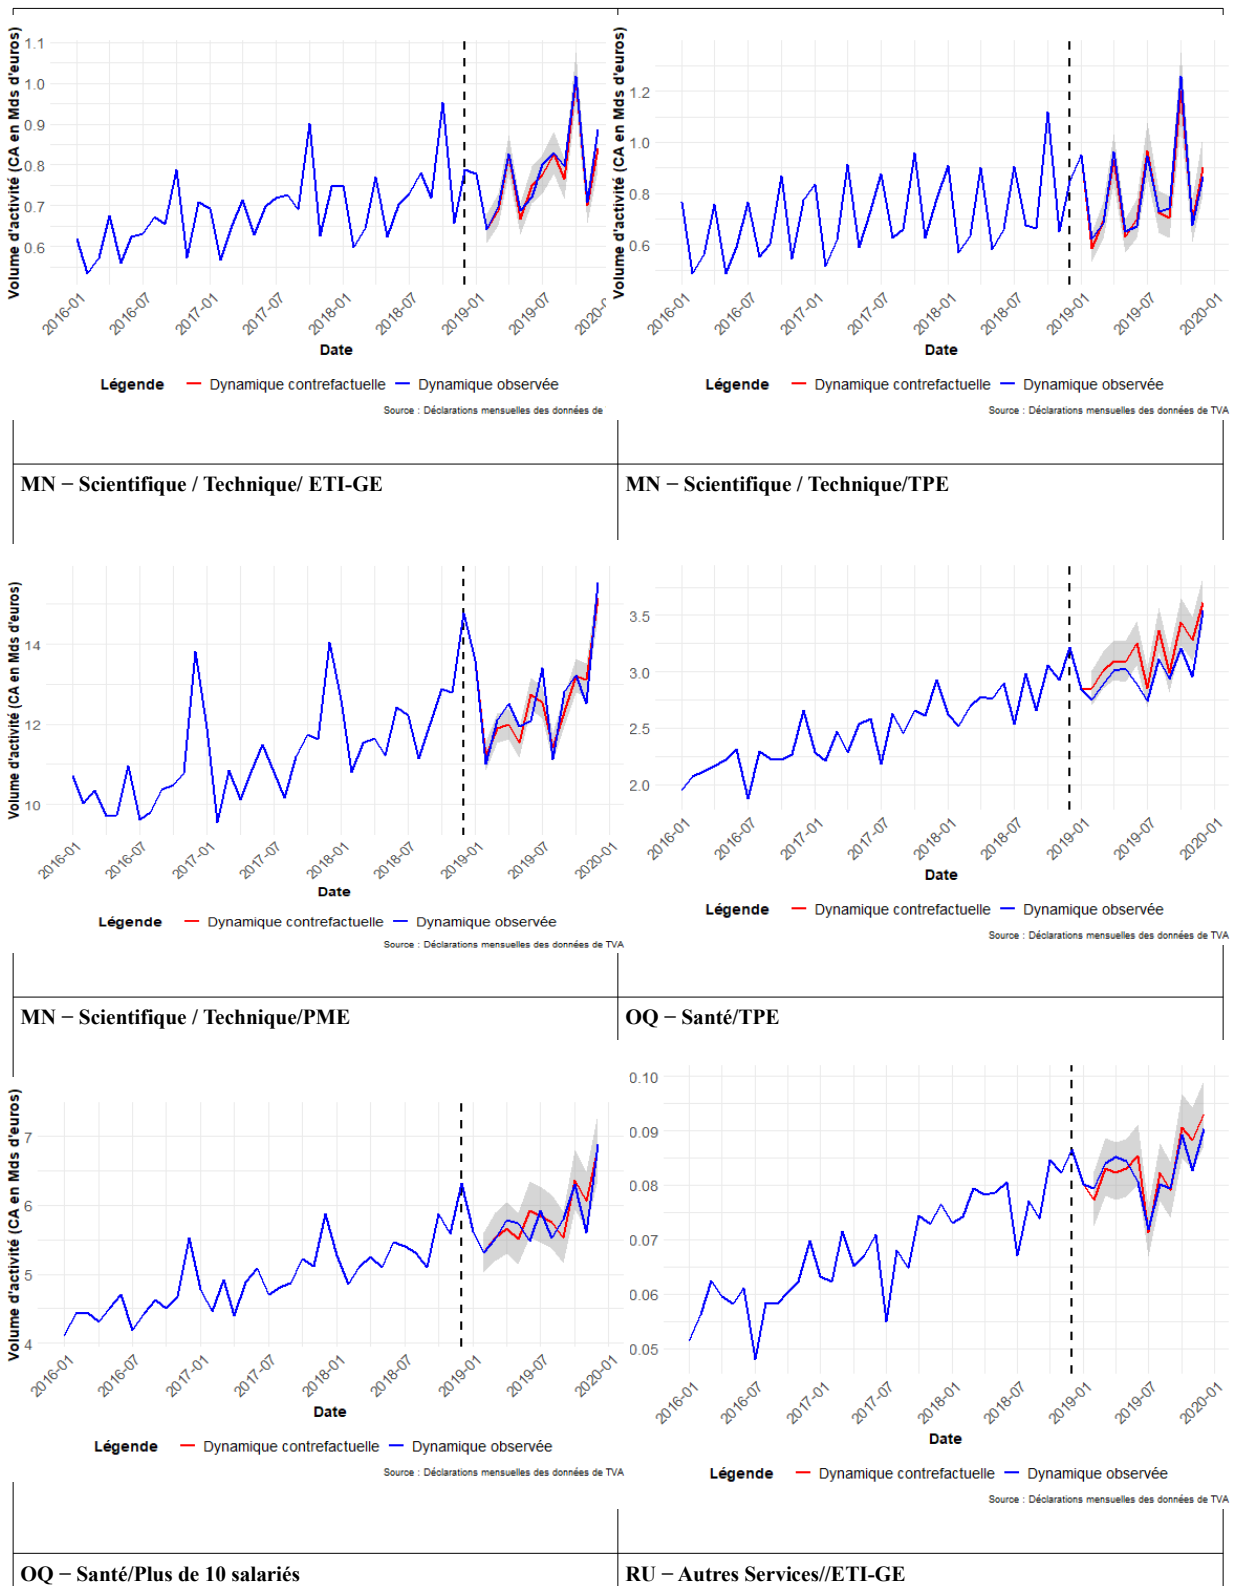 Volume d'activité (CA en Mds d'euros)
1.1
1.0
0.9
0.8
0.7
0.6
2016-01
2016-07
2017-01
2017-07
2018-01
2018-07
2019-01
2019-07
2020-
Date
Légende Dynamique contrefactuelle Dynamique observée
Source : Déclarations mensuelles des données de
Volume d'activité (CA en Mds d'euros)
1.2
1.0
0.8
0.6
2016-01
2016-07
2017-01
2017-07
2018-01
2018-07
2019-01
2019-07
2020-01
Date
Légende Dynamique contrefactuelle Dynamique observée
Source : Déclarations mensuelles des données de TVA
MN – Scientifique / Technique/ ETI-GE
MN – Scientifique / Technique/TPE
Volume d'activité (CA en Mds d'euros)
14
12
10
2016-01
2016-07
2017-01
2017-07
2018-01
2018-07
2019-01
2019-07
2020-01
Date
Légende Dynamique contrefactuelle Dynamique observée
Source : Déclarations mensuelles des données de TVA
3.5
3.0
2.5
2.0
2016-01
2016-07
2017-01
2017-07
2018-01
2018-07
2019-01
2019-07
2020-01
Date
Légende Dynamique contrefactuelle Dynamique observée
Source : Déclarations mensuelles des données de TVA
MN – Scientifique / Technique/PME
OQ – Santé/TPE
Volume d'activité (CA en Mds d'euros)
7
6
5
4
2016-01
2016-07
2017-01
2017-07
2018-01
2018-07
2019-01
2019-07
2020-01
Date
Légende Dynamique contrefactuelle Dynamique observée
Source : Déclarations mensuelles des données de TVA
0.10
0.09
0.08
0.07
0.06
0.05
2016-01
2016-07
2017-01
2017-07
2018-01
2018-07
2019-01
2019-07
2020-01
Date
Légende Dynamique contrefactuelle Dynamique observée
Source : Déclarations mensuelles des données de TVA
OQ – Santé/Plus de 10 salariés
RU – Autres Services//ETI-GE